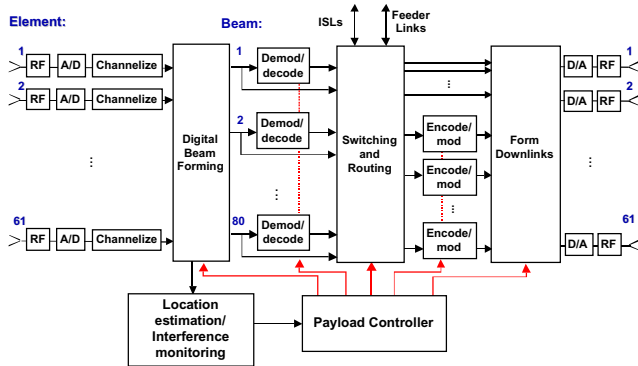 Element:
Beam:
ISLs
Feeder
Links
1
RF
A/D
Channelize
2
RF
A/D
Channelize
...
61
RF
A/D
Channelize
Digital
Beam
Forming
1
Demod/
decode
2
Demod/
decode
...
80
Demod/
decode
Switching
and
Routing
...
Encode/
mod
Encode/
mod
...
Encode/
mod
Form
Downlinks
D/A
RF
1
D/A
RF
2
...
D/A
RF
61
Location
estimation/
Interference
monitoring
Payload Controller